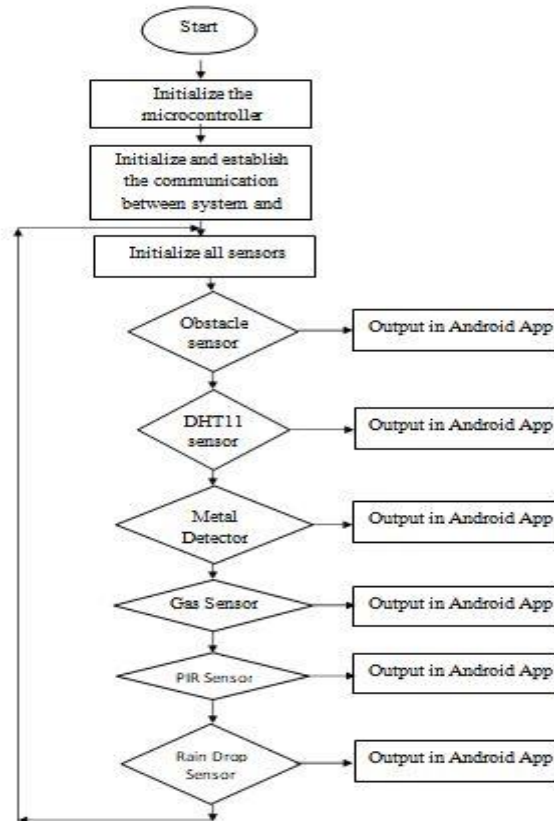 Start
Initialize the
microcontroller
Initialize and establish
the communication
between system and
Initialize all sensors
Obstacle
sensor
Output in Android App
DHT11
sensor
Output in Android App
Metal
Detector
Output in Android App
Gas Sensor
Output in Android App
PIR Sensor
Output in Android App
Rain Drop
Sensor
Output in Android App